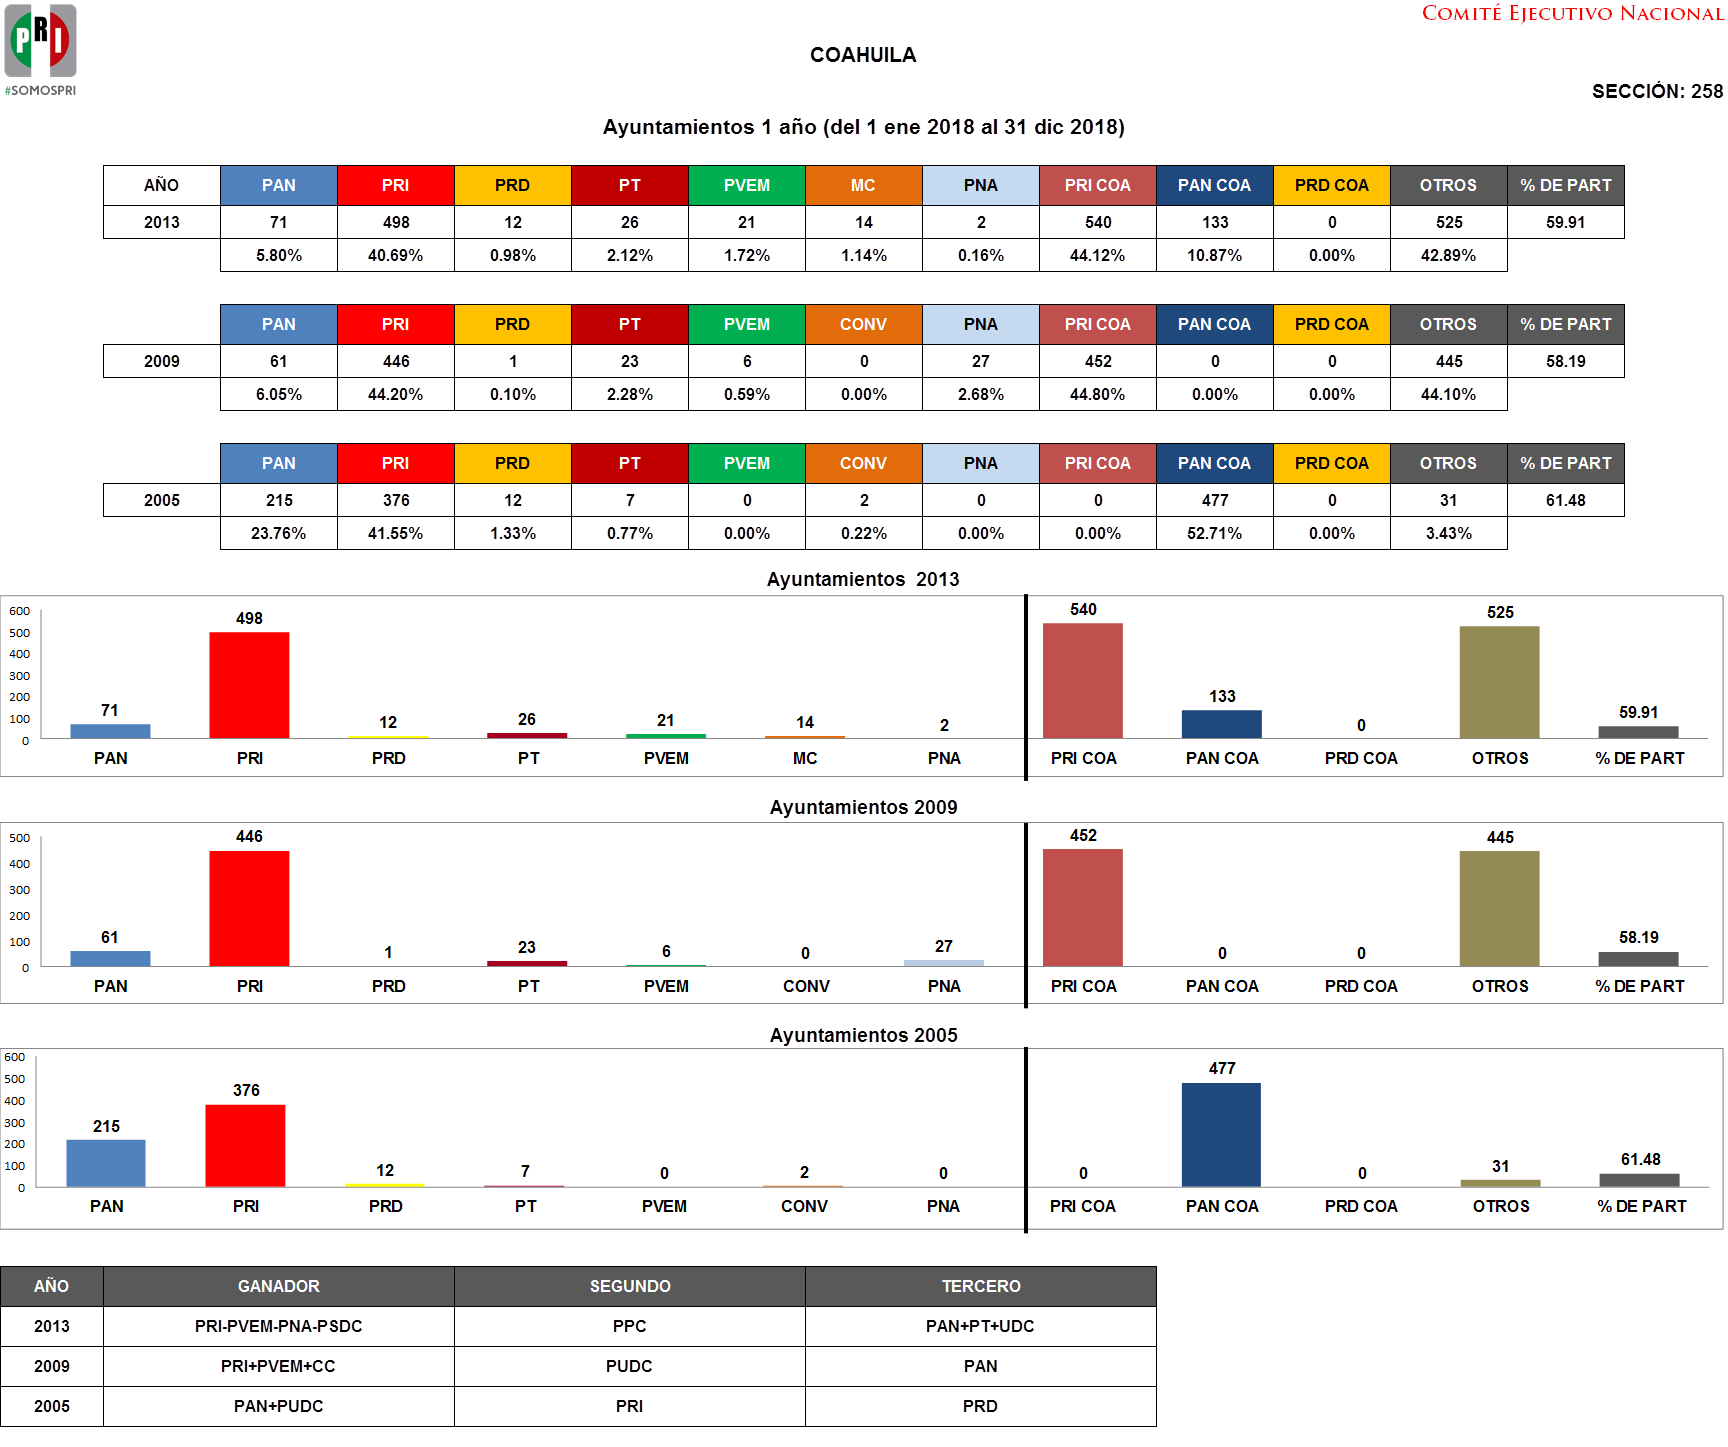 PRI
#SOMOSPRI
COMITÉ EJECUTIVO NACIONAL
COAHUILA
SECCIÓN: 258
Ayuntamientos 1 año (del 1 ene 2018 al 31 dic 2018)
AÑO PAN PRI PRD PT PVEM MC PNA PRI COA PAN COA PRD COA OTROS % DE PART
2013 71 498 12 26 21 14 2 540 133 0 525 59.91
5.80% 40.69% 0.98% 2.12% 1.72% 1.14% 0.16% 44.12% 10.87% 0.00% 42.89%
PAN PRI PRD PT PVEM CONV PNA PRI COA PAN COA PRD COA OTROS % DE PART
2009 61 446 1 23 6 0 27 452 0 0 445 58.19
6.05% 44.20% 0.10% 2.28% 0.59% 0.00% 2.68% 44.80% 0.00% 0.00% 44.10%
PAN PRI PRD PT PVEM CONV PNA PRI COA PAN COA PRD COA OTROS % DE PART
2005 215 376 12 7 0 2 0 0 477 0 31 61.48
23.76% 41.55% 1.33% 0.77% 0.00% 0.22% 0.00% 0.00% 52.71% 0.00% 3.43%
Ayuntamientos 2013
600
500
400
300
200
100
0
71 498 12 26 21 14 2 540 133 0 525 59.91
PAN PRI PRD PT PVEM MC PNA PRI COA PAN COA PRD COA OTROS % DE PART
Ayuntamientos 2009
500
400
300
200
100
0
61 446 1 23 6 0 27 452 0 0 445 58.19
PAN PRI PRD PT PVEM CONV PNA PRI COA PAN COA PRD COA OTROS % DE PART
Ayuntamientos 2005
600
500
400
300
200
100
0
215 376 12 7 0 2 0 0 477 0 31 61.48
PAN PRI PRD PT PVEM CONV PNA PRI COA PAN COA PRD COA OTROS % DE PART
AÑO GANADOR SEGUNDO TERCERO
2013 PRI-PVEM-PNA-PSDC PPC PAN+PT+UDC
2009 PRI+PVEM+CC PUDC PAN
2005 PAN+PUDC PRI PRD